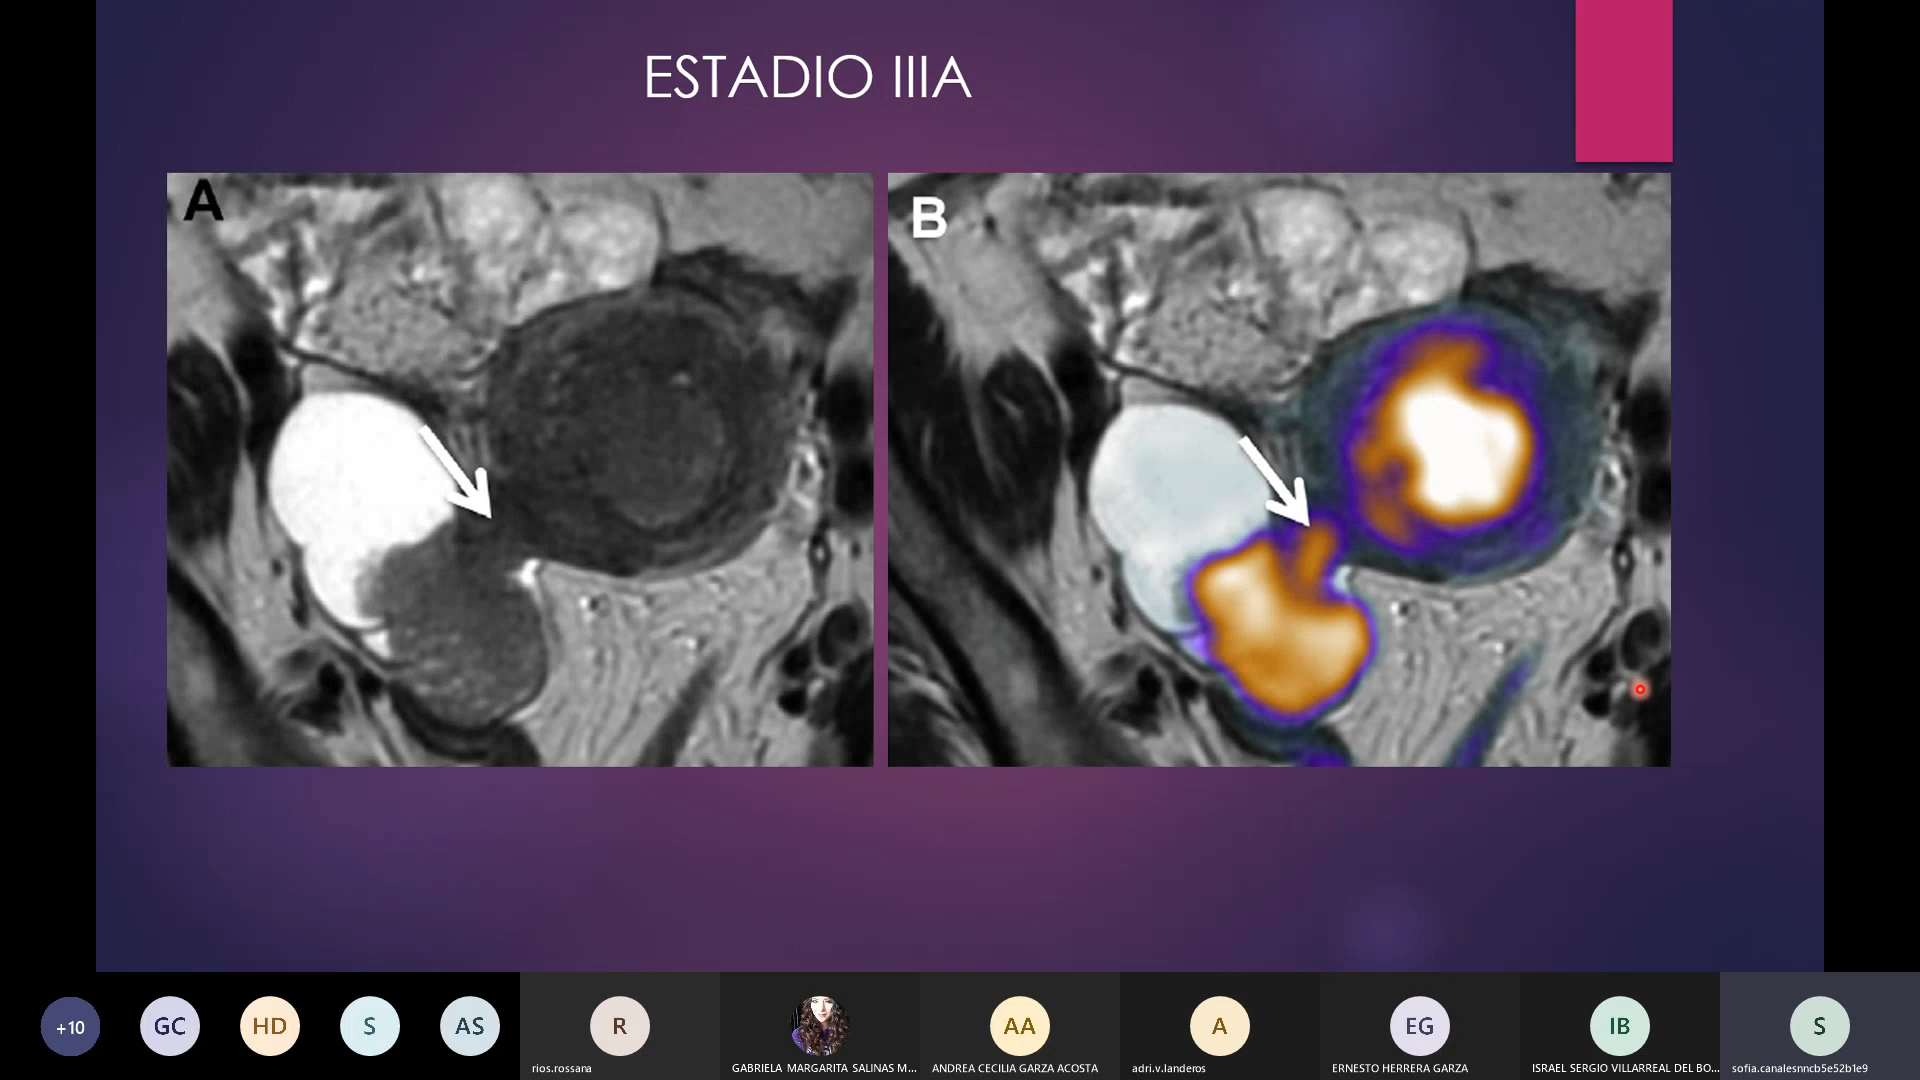 ESTADIO IIIA
A
B
+10
GC
HD
S
AS
R
AA
A
EG
IB
S
rios.rossana
GABRIELA MARGARITA SALINAS M...
ANDREA CECILIA GARZA ACOSTA
adri.v.landeros
ERNESTO HERRERA GARZA
ISRAEL SERGIO VILLARREAL DEL BO...
sofia.canalesnncb5e52b1e9